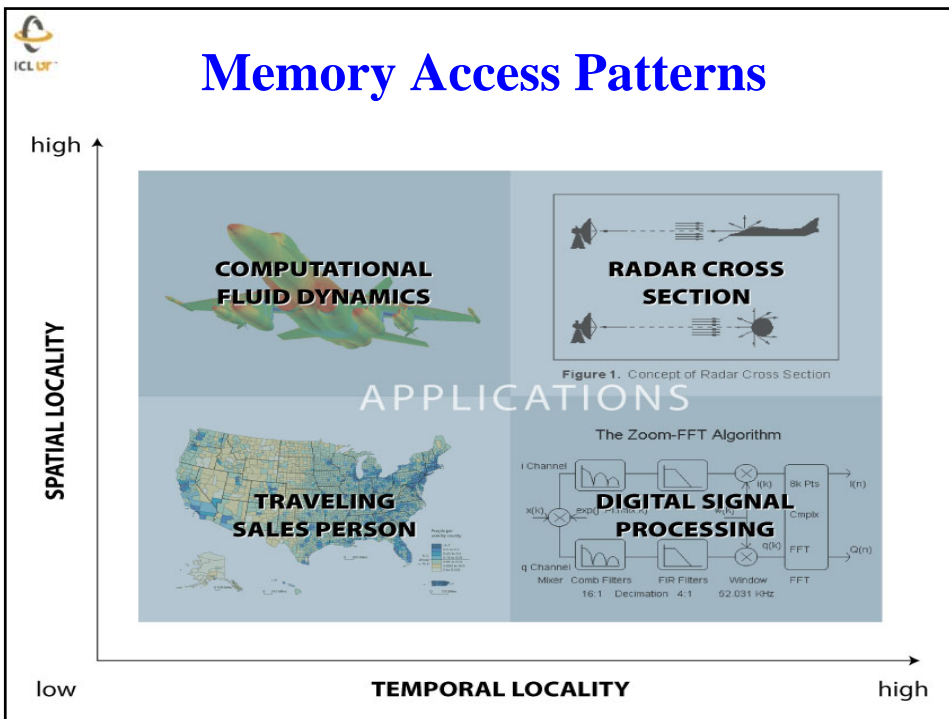 ICL UT
Memory Access Patterns
high
SPATIAL LOCALITY
COMPUTATIONAL
FLUID DYNAMICS
RADAR CROSS
SECTION
Figure 1. Concept of Radar Cross Section
APPLICATIONS
TRAVELING
SALES PERSON
The Zoom-FFT Algorithm
i Channel
x(k)
I(k)
8k Pts
I(n)
DIGITAL SIGNAL
PROCESSING
w(k)
Cmplx
q(k)
FFT
Q(n)
q Channel
Mixer Comb Filters FIR Filters Window FFT
16:1 Decimation 4:1 52.031 KHz
low
TEMPORAL LOCALITY
high